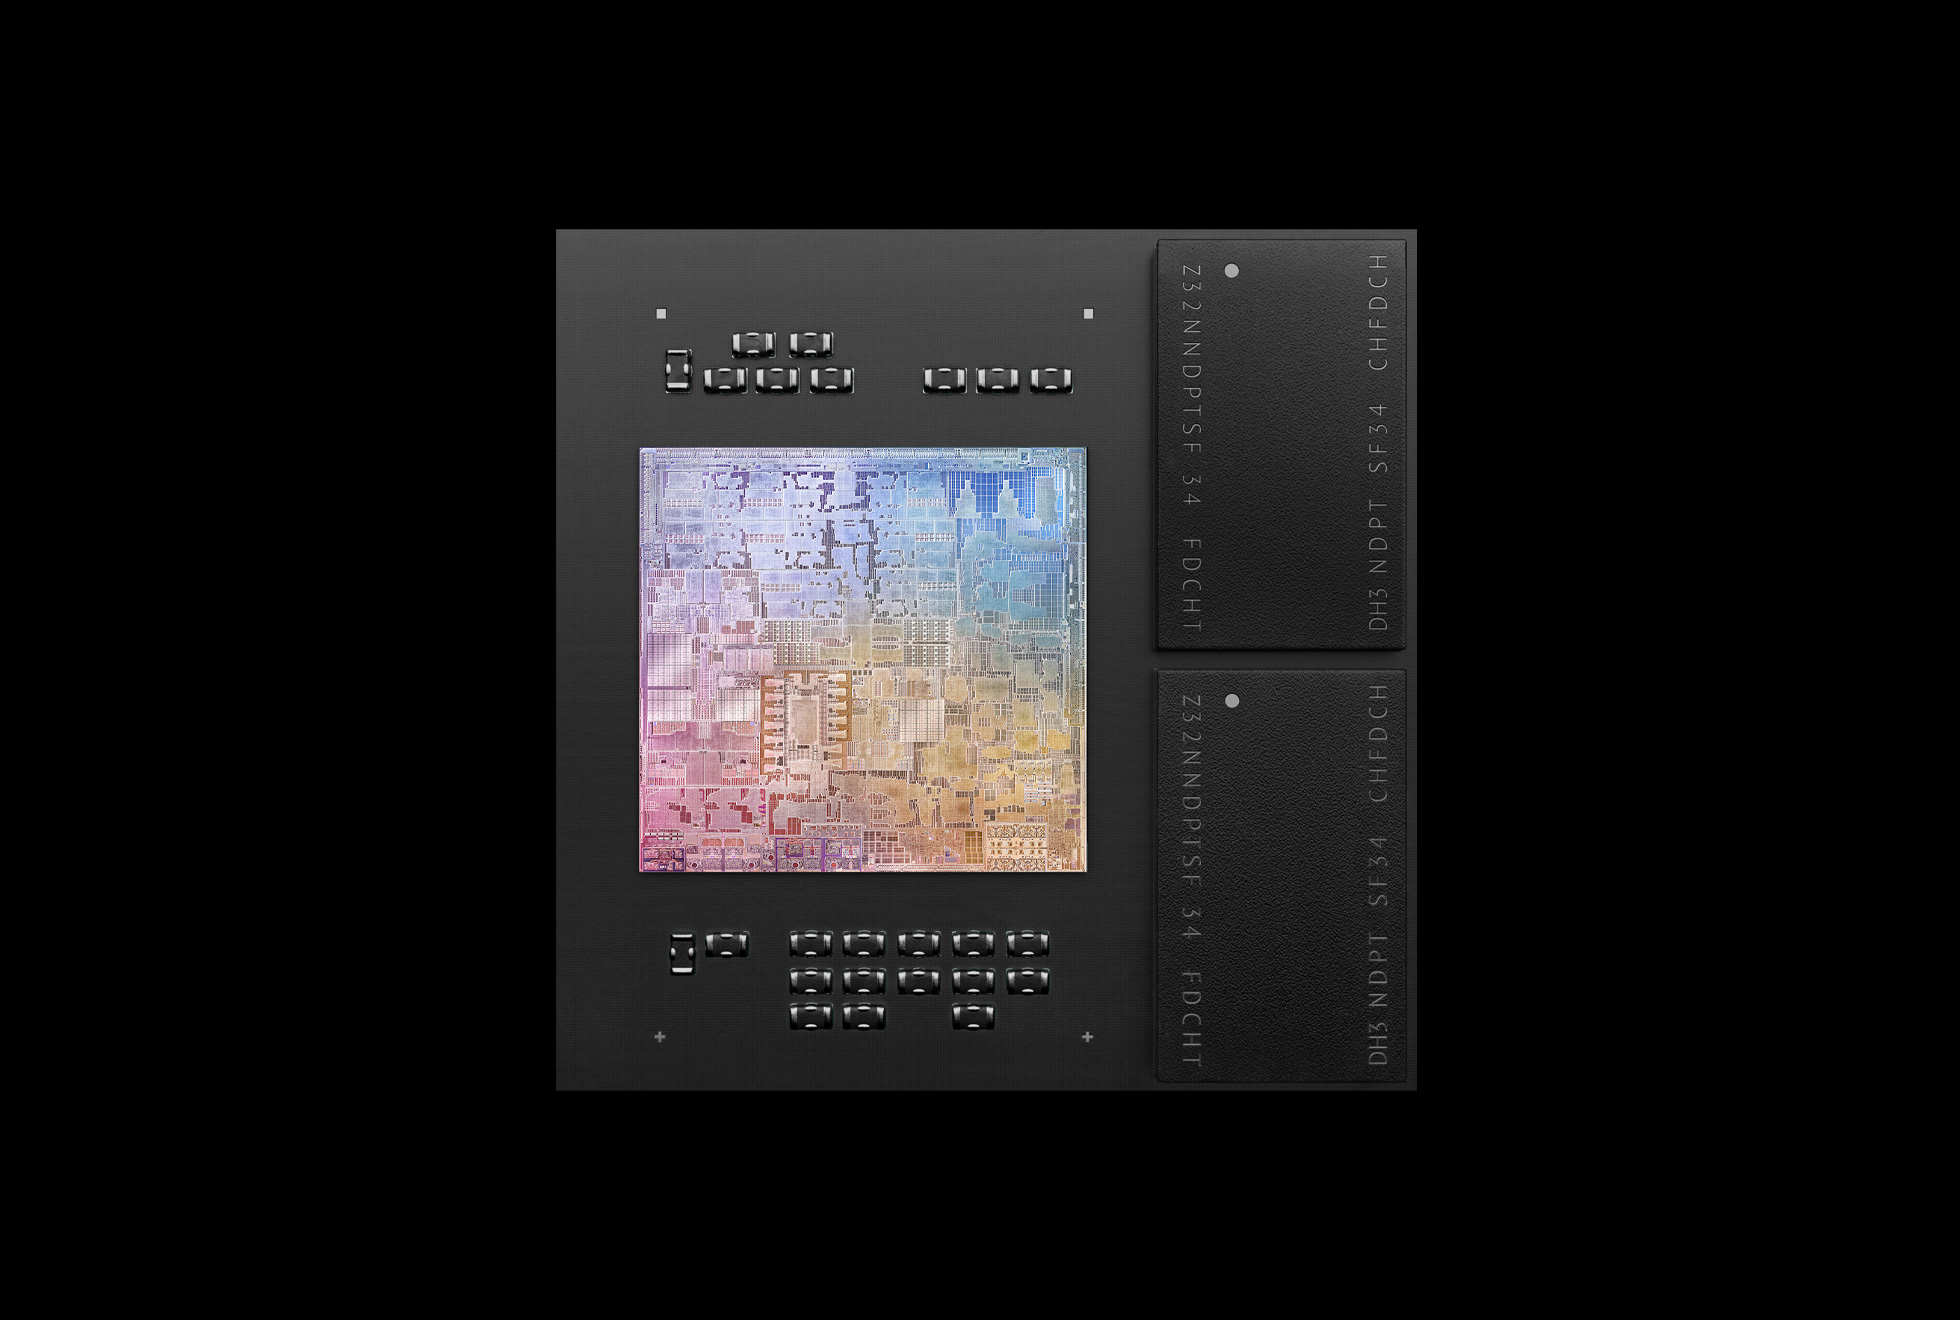 Z32NNDPTSF 34 FDCHT
DH3 NDPT SF34 CHFDCH
Z32NNDPTSF 34 FDCHT
DH3 NDPT SF34 CHFDCH